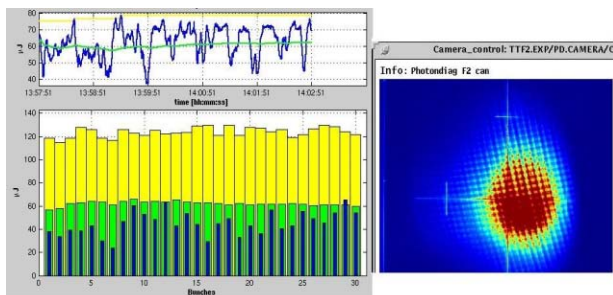 µJ
80
70
60
50
40
13:57:51 13:58:51 13:59:51 14:00:51 14:01:51 14:02:51
time [hh:mm:ss]
µJ
140
120
100
80
60
40
20
0
0 5 10 15 20 25 30
Bunches
Camera_control: TTF2.EXP/PD.CAMERA/
Info: Photondiag F2 can